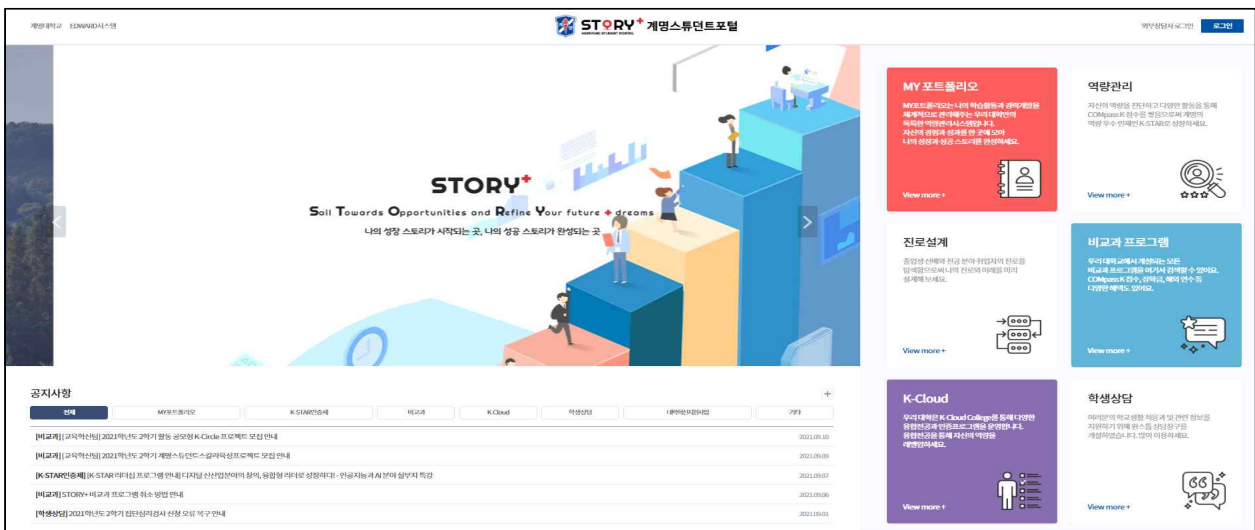 계명대학교 EDWARD시스템
STORY+ 계명스튜던트포털
KEIMYUNG STUDENT PORTAL
외부상담사 로그인 로그인
STORY+
Sail Towards Opportunities and Refine Your future + dreams
나의 성장 스토리가 시작되는 곳, 나의 성공 스토리가 완성되는 곳
MY 포트폴리오
MY포트폴리오는 나의 학습활동과 경력개발을
체계적으로 관리해주는 우리 대학만의
독특한 역량관리시스템입니다.
자신의 경험과 성과를 한 곳에 모아
나의 성장과 성공 스토리를 완성하세요.
View more +
역량관리
자신의 역량을 진단하고 다양한 활동을 통해
COMpass K 점수를 쌓음으로써 계명의
역량 우수 인재인 K-STAR로 성장하세요.
View more +
진로설계
졸업생 선배와 전공 분야 취업자의 진로를
탐색함으로써 나의 진로와 미래를 미리
설계해 보세요.
View more +
비교과 프로그램
우리 대학교에서 개설되는 모든
비교과 프로그램을 여기서 검색할 수 있어요.
COMpass K 점수, 장학금, 해외 연수 등
다양한 혜택도 있어요.
View more +
K-Cloud
우리 대학은 K-Cloud College를 통해 다양한
융합전공과 인증프로그램을 운영합니다.
융합전공을 통해 자신의 역량을
레벨업하세요.
View more +
학생상담
여러분의 학교생활 적응과 및 관련 정보를
지원하기 위해 원스톱 상담창구를
개설하였습니다. 많이 이용하세요.
View more +
공지사항
전체 MY포트폴리오 K-STAR인증제 비교과 K-Cloud 학생상담 대학혁신지원사업 기타
[비교과] [교육혁신팀] 2021학년도 2학기 활동 공모형 K-Circle 프로젝트 모집 안내 2021.09.10
[비교과] [교육혁신팀] 2021학년도 2학기 계명스튜던트스칼라육성프로젝트 모집 안내 2021.09.09
[K-STAR인증제] [K-STAR 리더십 프로그램 안내] 디지털 신산업분야의 창의, 융합형 리더로 성장하다! - 인공지능과 AI 분야 실무자 특강 2021.09.07
[비교과] STORY+ 비교과 프로그램 취소 방법 안내 2021.09.06
[학생상담] 2021학년도 2학기 집단심리검사 신청 오류 복구 안내 2021.09.01